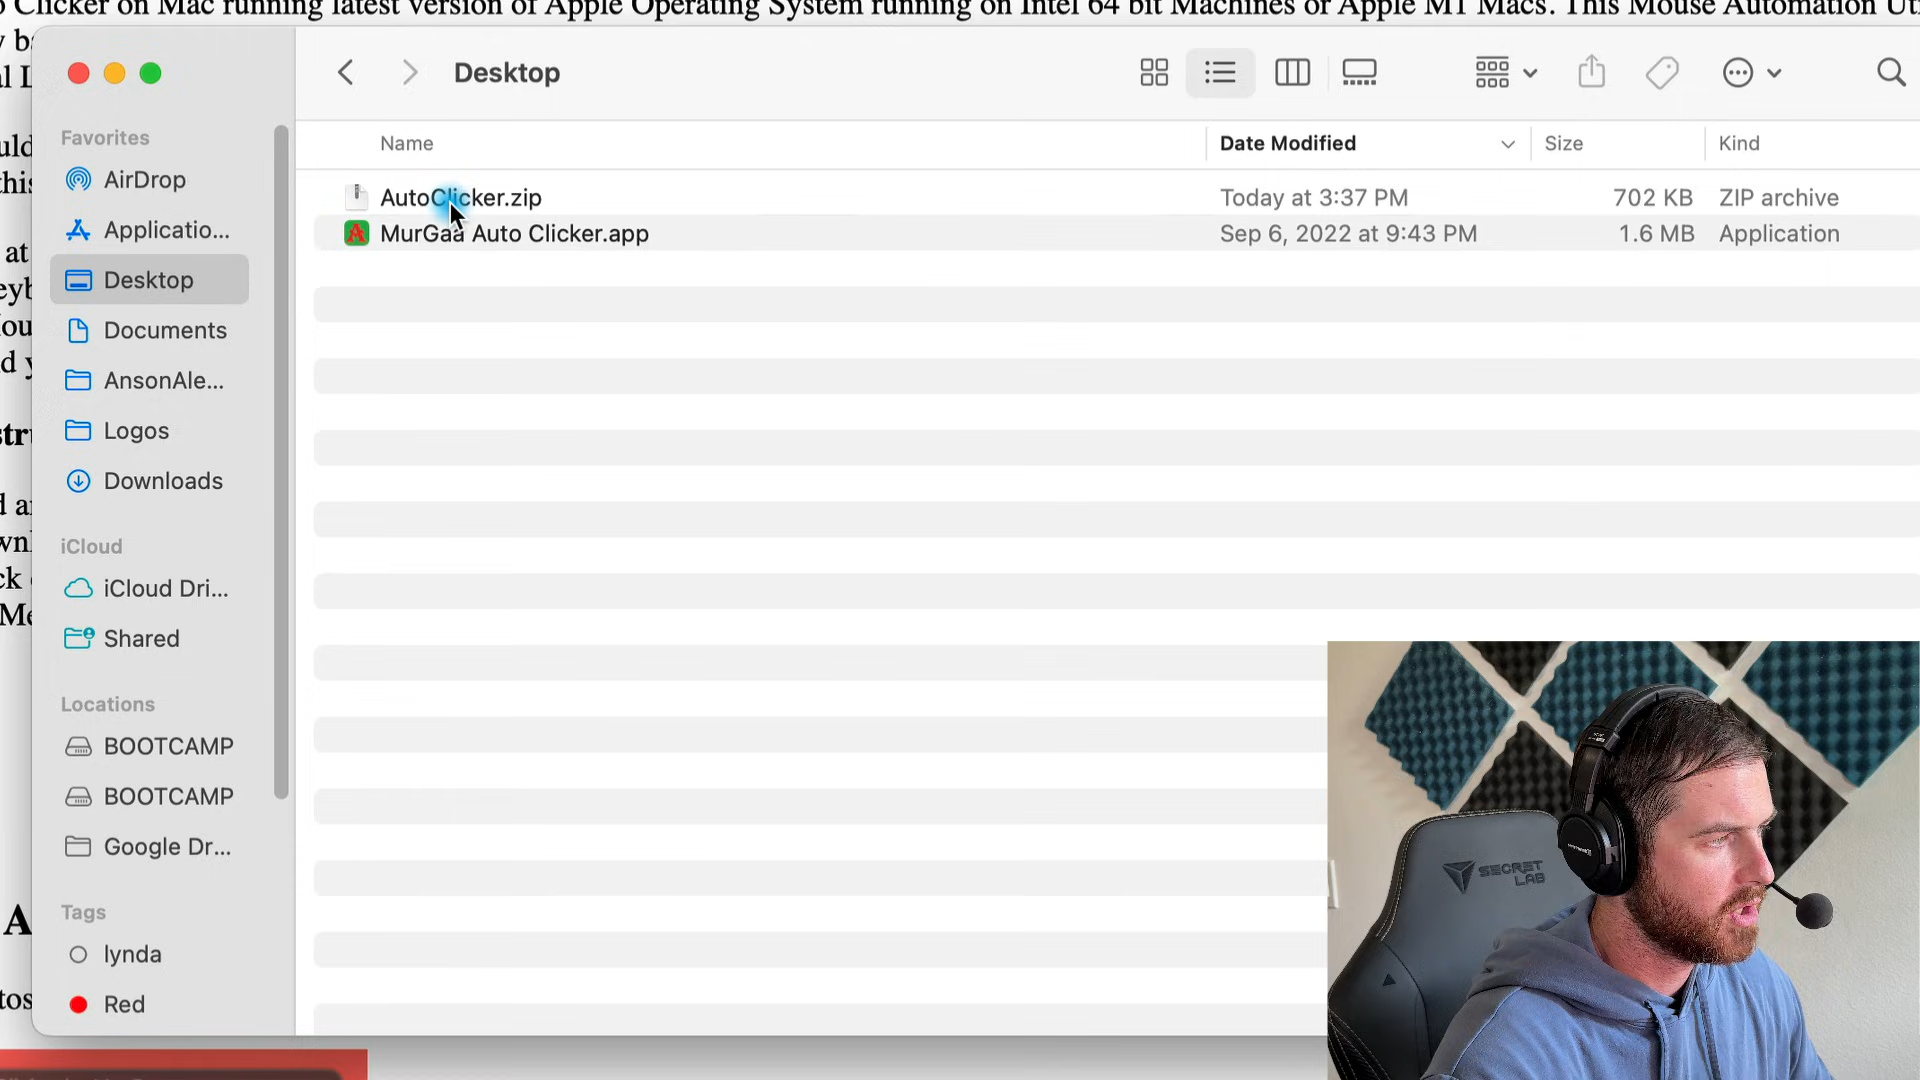 Clicker on Mac running latest version of Apple Operating System running on Intel 64 bit Machines or Apple M1 Macs. This Mouse Automation
Desktop
Favorites
AirDrop
Applicatio...
Desktop
Documents
AnsonAle...
Logos
Downloads
iCloud
iCloud Dri...
Shared
Locations
BOOTCAMP
BOOTCAMP
Google Dr...
Tags
lynda
Red
Name Date Modified Size Kind
AutoClicker.zip Today at 3:37 PM 702 KB ZIP archive
MurGaa Auto Clicker.app Sep 6, 2022 at 9:43 PM 1.6 MB Application
SECRET
LAB